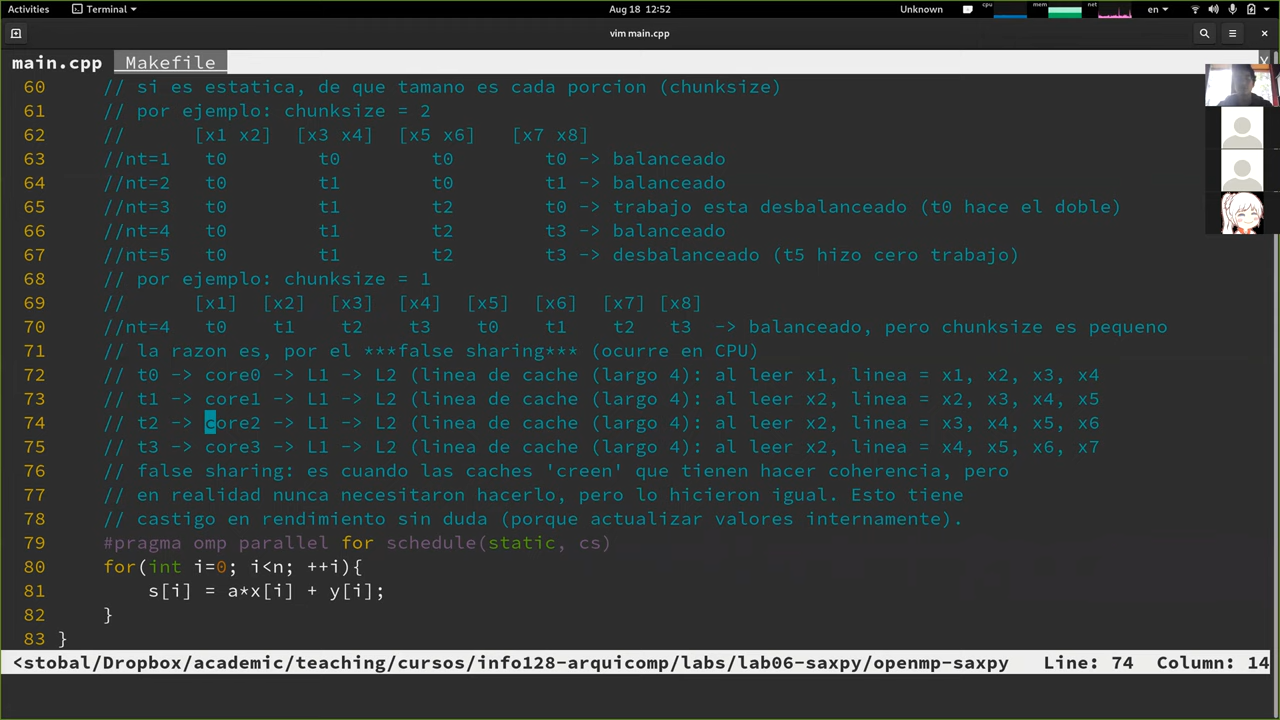 Activities Terminal Aug 18 12:52 Unknown cpu mem net en
vim main.cpp
main.cpp Makefile
60 // si es estatica, de que tamano es cada porcion (chunksize)
61 // por ejemplo: chunksize = 2
62 // [x1 x2] [x3 x4] [x5 x6] [x7 x8]
63 //nt=1 t0 t0 t0 t0 -> balanceado
64 //nt=2 t0 t1 t0 t1 -> balanceado
65 //nt=3 t0 t1 t2 t0 -> trabajo esta desbalanceado (t0 hace el doble)
66 //nt=4 t0 t1 t2 t3 -> balanceado
67 //nt=5 t0 t1 t2 t3 -> desbalanceado (t5 hizo cero trabajo)
68 // por ejemplo: chunksize = 1
69 // [x1] [x2] [x3] [x4] [x5] [x6] [x7] [x8]
70 //nt=4 t0 t1 t2 t3 t0 t1 t2 t3 -> balanceado, pero chunksize es pequeno
71 // la razon es, por el ***false sharing*** (ocurre en CPU)
72 // t0 -> core0 -> L1 -> L2 (linea de cache (largo 4): al leer x1, linea = x1, x2, x3, x4
73 // t1 -> core1 -> L1 -> L2 (linea de cache (largo 4): al leer x2, linea = x2, x3, x4, x5
74 // t2 -> core2 -> L1 -> L2 (linea de cache (largo 4): al leer x2, linea = x3, x4, x5, x6
75 // t3 -> core3 -> L1 -> L2 (linea de cache (largo 4): al leer x2, linea = x4, x5, x6, x7
76 // false sharing: es cuando las caches 'creen' que tienen hacer coherencia, pero
77 // en realidad nunca necesitaron hacerlo, pero lo hicieron igual. Esto tiene
78 // castigo en rendimiento sin duda (porque actualizar valores internamente).
79 #pragma omp parallel for schedule(static, cs)
80 for(int i=0; i<n; ++i){
81 s[i] = a*x[i] + y[i];
82 }
83 }
<stobal/Dropbox/academic/teaching/cursos/info128-arquicomp/labs/lab06-saxpy/openmp-saxpy Line: 74 Column: 14